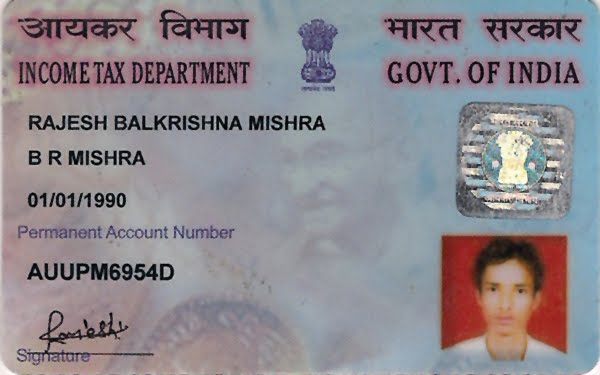 आयकर विभाग
भारत सरकार
INCOME TAX DEPARTMENT
GOVT. OF INDIA
RAJESH BALKRISHNA MISHRA
B R MISHRA
01/01/1990
Permanent Account Number
AUUPM6954D
Signature